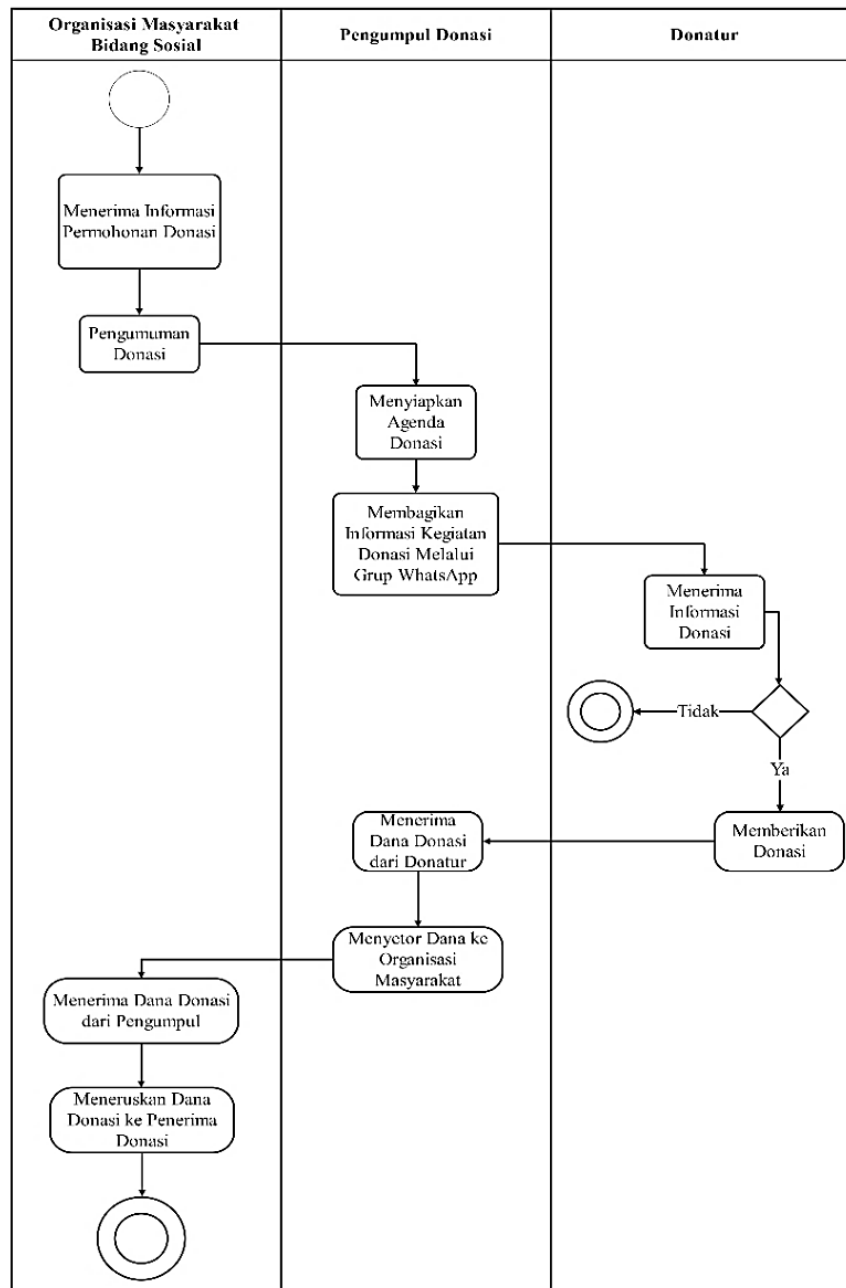 Organisasi Masyarakat
Bidang Sosial
Pengumpul Donasi
Donatur
Menerima Informasi
Permohonan Donasi
Pengumuman
Donasi
Menyiapkan
Agenda
Donasi
Membagikan
Informasi Kegiatan
Donasi Melalui
Grup WhatsApp
Menerima
Informasi
Donasi
Tidak
Ya
Memberikan
Donasi
Menerima
Dana Donasi
dari Donatur
Menyetor Dana ke
Organisasi
Masyarakat
Menerima Dana Donasi
dari Pengumpul
Meneruskan Dana
Donasi ke Penerima
Donasi